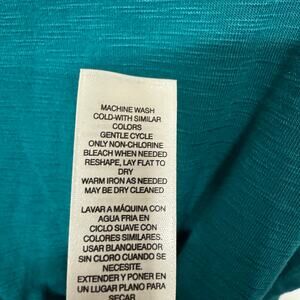 MACHINE WASH
COLD-WITH SIMILAR
COLORS
GENTLE CYCLE
ONLY NON-CHLORINE
BLEACH WHEN NEEDED
RESHAPE, LAY FLAT TO
DRY
WARM IRON AS NEEDED
MAY BE DRY CLEANED
LAVAR A MÁQUINA CON
AGUA FRIA EN
CICLO SUAVE CON
COLORES SIMILARES.
USAR BLANQUEADOR
SIN CLORO CUANDO SE
NECESITE.
EXTENDER Y PONER EN
UN LUGAR PLANO PARA
SECAR